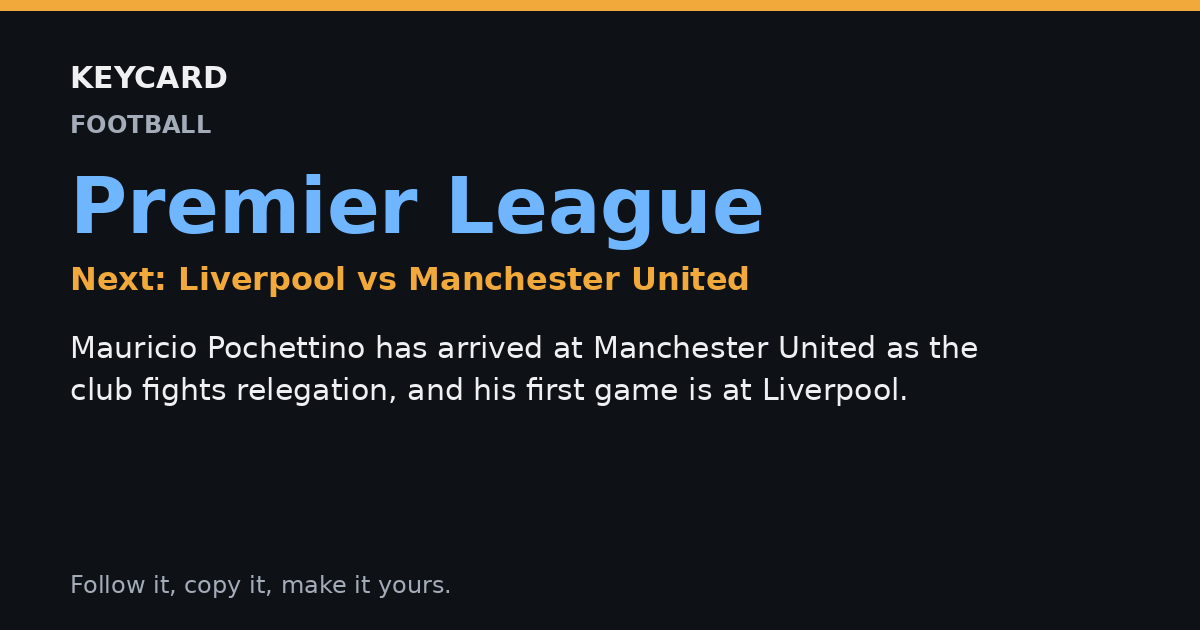 KEYCARD
FOOTBALL
Premier League
Next: Liverpool vs Manchester United
Mauricio Pochettino has arrived at Manchester United as the
club fights relegation, and his first game is at Liverpool.
Follow it, copy it, make it yours.